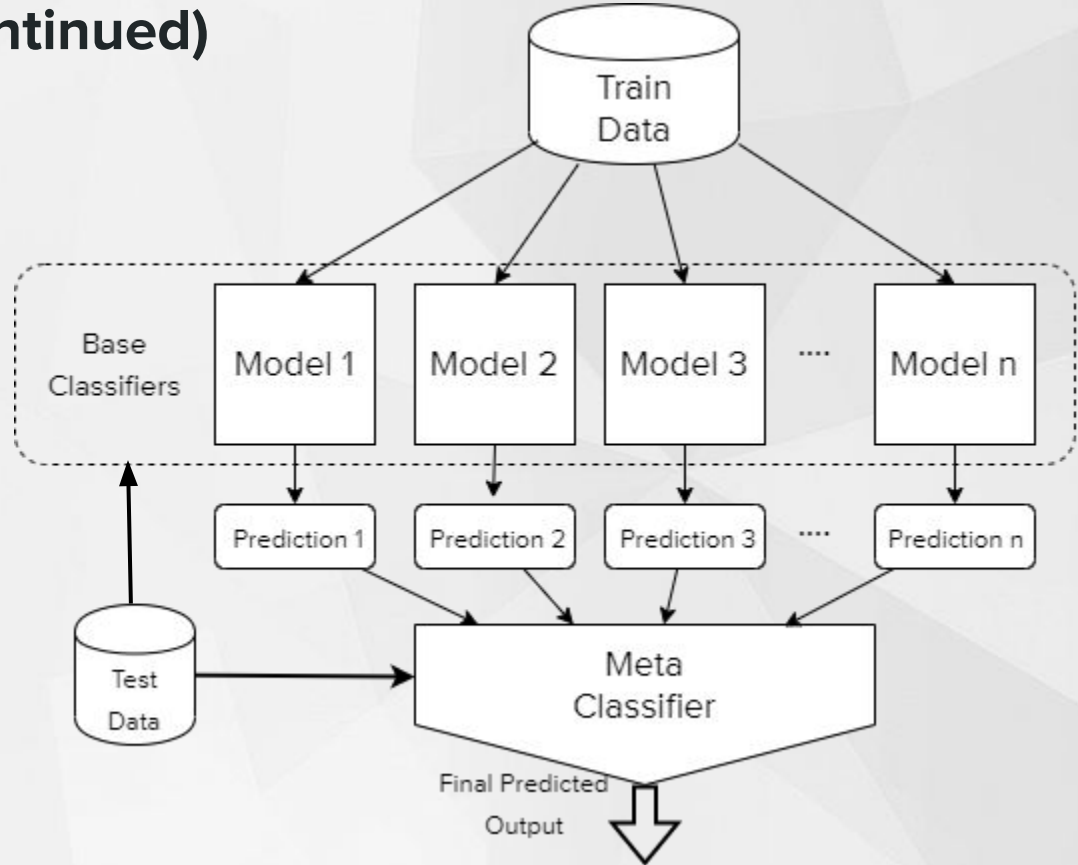 ntinued)
Train
Data
Base
Classifiers
Model 1
Model 2
Model 3
....
Model n
Prediction 1
Prediction 2
Prediction 3
....
Prediction n
Test
Data
Meta
Classifier
Final Predicted
Output